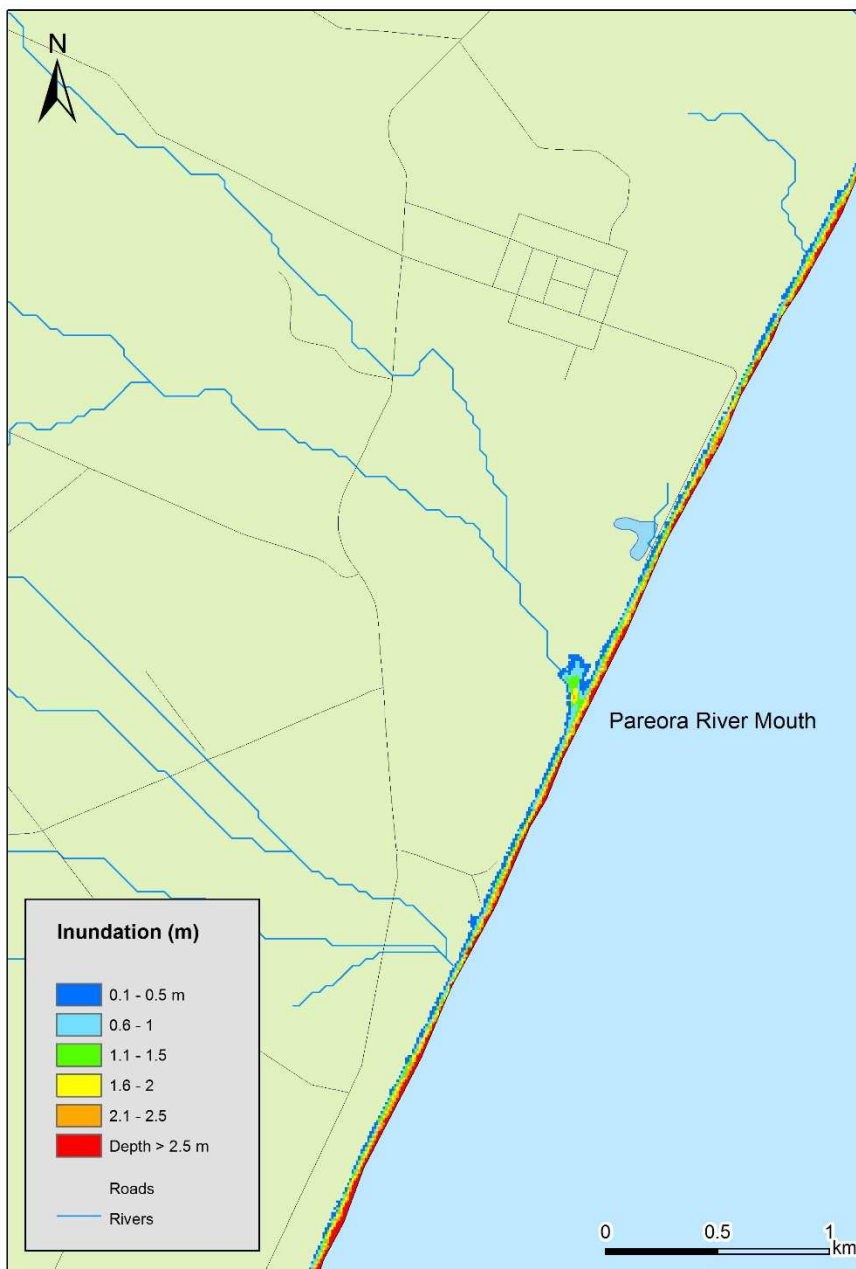 N
Pareora River Mouth
Inundation (m)
0.1 - 0.5 m
0.6 - 1
1.1 - 1.5
1.6 - 2
2.1 - 2.5
Depth > 2.5 m
Roads
Rivers
0 0.5 1
km